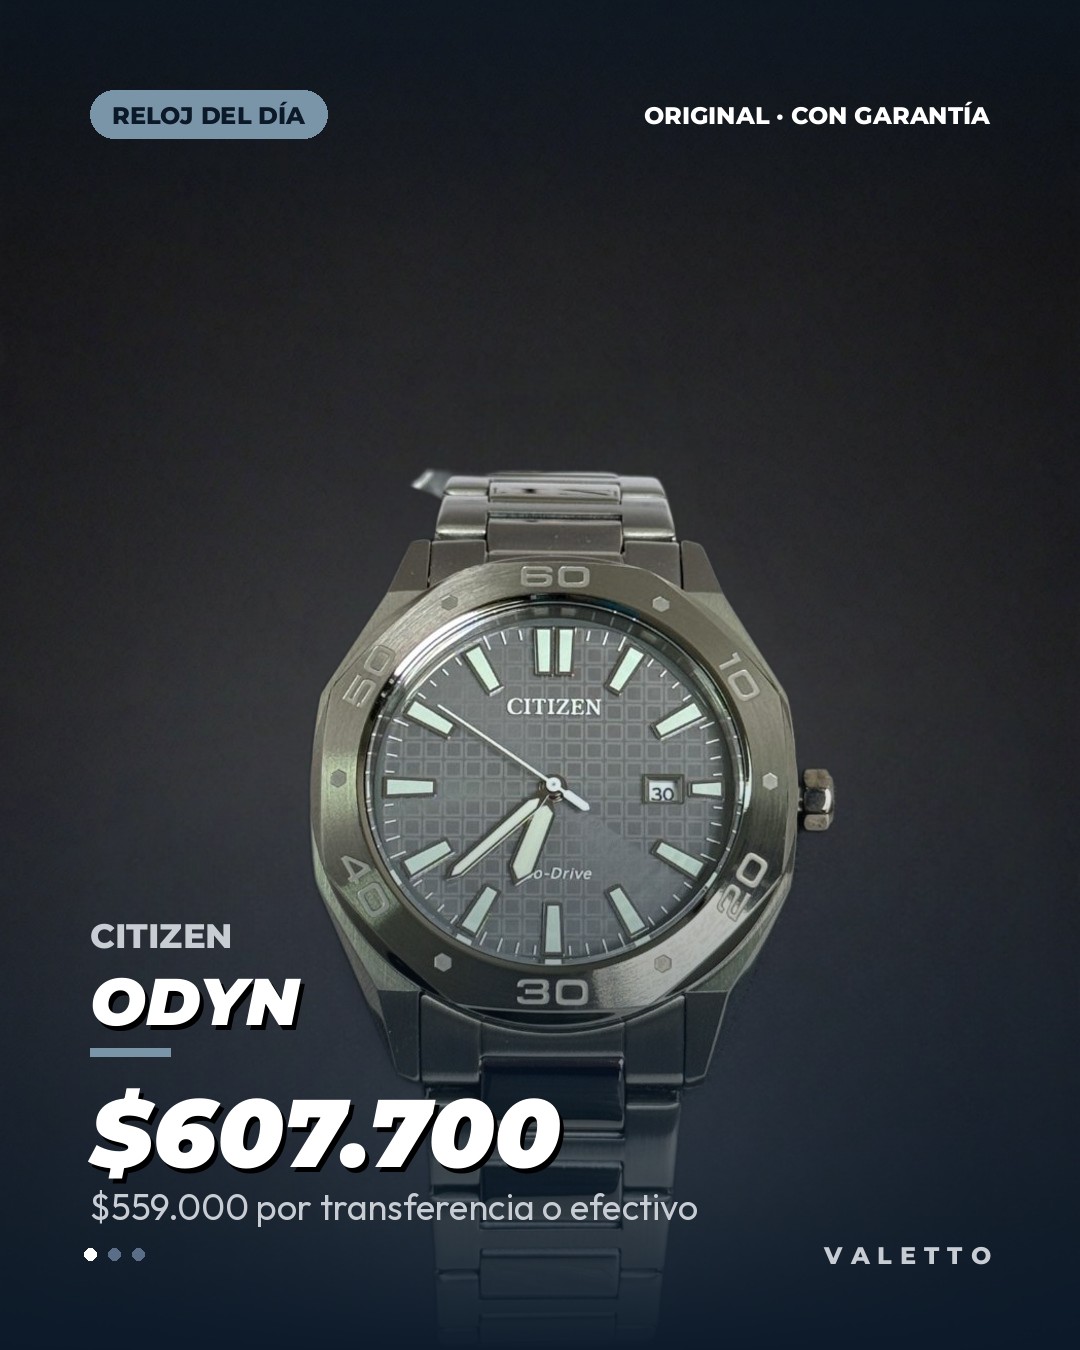 RELOJ DEL DÍA
ORIGINAL · CON GARANTÍA
60
50
10
CITIZEN
30
40
20
o-Drive
30
CITIZEN
ODYN
$607.700
$559.000 por transferencia o efectivo
VALETTO